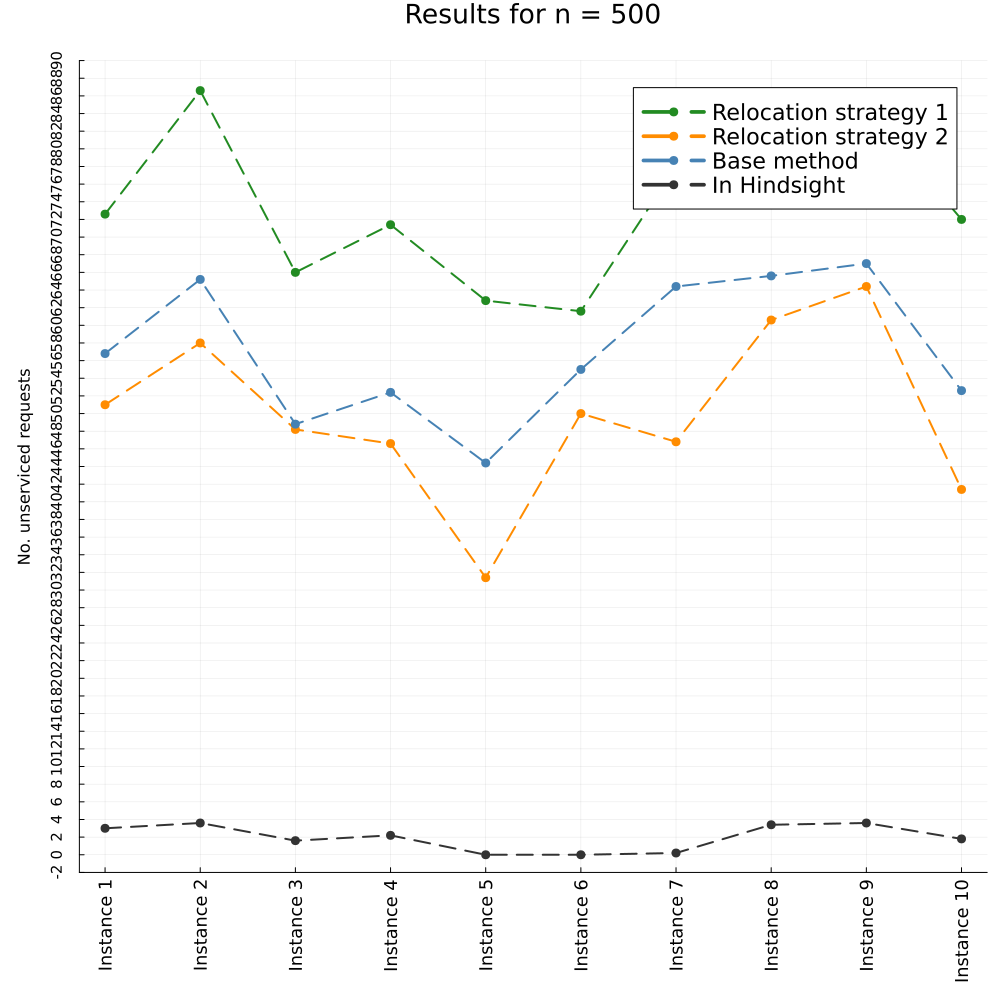 Results for n = 500
Relocation strategy 1
Relocation strategy 2
Base method
In Hindsight
No. unserviced requests
90
88
86
84
82
80
78
76
74
72
70
68
66
64
62
60
58
56
54
52
50
48
46
44
42
40
38
36
34
32
30
28
26
24
22
20
18
16
14
12
10
8
6
4
2
0
-2
Instance 1
Instance 2
Instance 3
Instance 4
Instance 5
Instance 6
Instance 7
Instance 8
Instance 9
Instance 10